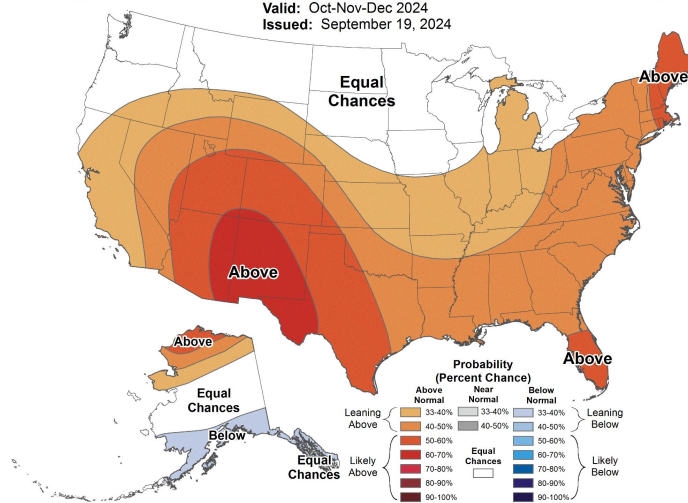 Valid: Oct-Nov-Dec 2024
Issued: September 19, 2024
Equal
Chances
Above
Above
Above
Above
Equal
Chances
Below
Equal
Chances
Probability
(Percent Chance)
Above
Normal
Near
Normal
Below
Normal
Leaning
Above
33-40%
33-40%
33-40%
Leaning
Below
40-50%
40-50%
40-50%
Likely
Above
50-60%
Equal
Chances
50-60%
Likely
Below
60-70%
60-70%
70-80%
70-80%
80-90%
80-90%
90-100%
90-100%